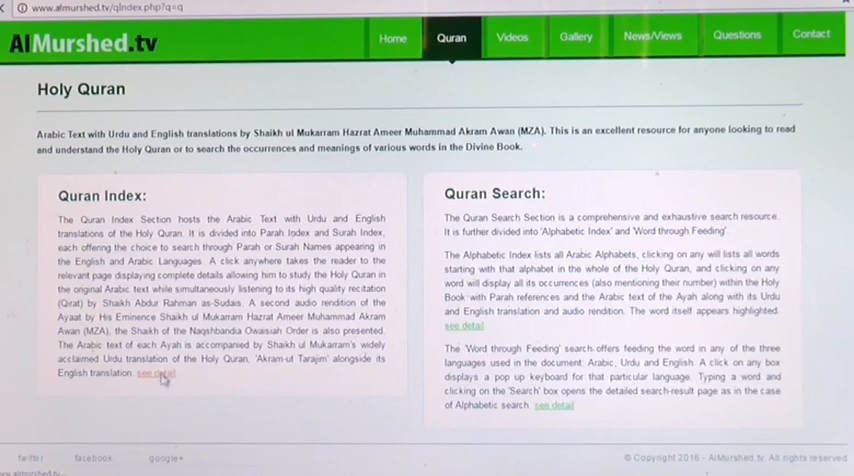 www.almurshed.tv/qIndex.php?q=q
AlMurshed.tv
Home
Quran
Videos
Gallery
News/Views
Questions
Contact
Holy Quran
Arabic Text with Urdu and English translations by Shaikh ul Mukarram Hazrat Ameer Muhammad Akram Awan (MZA). This is an excellent resource for anyone looking to read
and understand the Holy Quran or to search the occurrences and meanings of various words in the Divine Book.
Quran Index:
The Quran Index Section hosts the Arabic Text with Urdu and English
translations of the Holy Quran. It is divided into Parah Index and Surah Index,
each offering the choice to search through Parah or Surah Names appearing in
the English and Arabic Languages. A click anywhere takes the reader to the
relevant page displaying complete details allowing him to study the Holy Quran in
the original Arabic text while simultaneously listening to its high quality recitation
(Qirat) by Shaikh Abdur Rahman as-Sudais. A second audio rendition of the
Ayaat by His Eminence Shaikh ul Mukarram Hazrat Ameer Muhammad Akram
Awan (MZA), the Shaikh of the Naqshbandia Owaisiah Order is also presented.
The Arabic text of each Ayah is accompanied by Shaikh ul Mukarram's widely
acclaimed Urdu translation of the Holy Quran, 'Akram-ut Tarajim' alongside its
English translation. see detail
Quran Search:
The Quran Search Section is a comprehensive and exhaustive search resource.
It is further divided into 'Alphabetic Index' and 'Word through Feeding'.
The Alphabetic Index lists all Arabic Alphabets, clicking on any will lists all words
starting with that alphabet in the whole of the Holy Quran, and clicking on any
word will display all its occurrences (also mentioning their number) within the Holy
Book with Parah references and the Arabic text of the Ayah along with its Urdu
and English translation and audio rendition. The word itself appears highlighted.
see detail
The 'Word through Feeding' search offers feeding the word in any of the three
languages used in the document: Arabic, Urdu and English. A click on any box
displays a pop up keyboard for that particular language. Typing a word and
clicking on the 'Search' box opens the detailed search-result page as in the case
of Alphabetic search. see detail
twitter
facebook
google+
© Copyright 2016 - AlMurshed.tv. All rights reserved